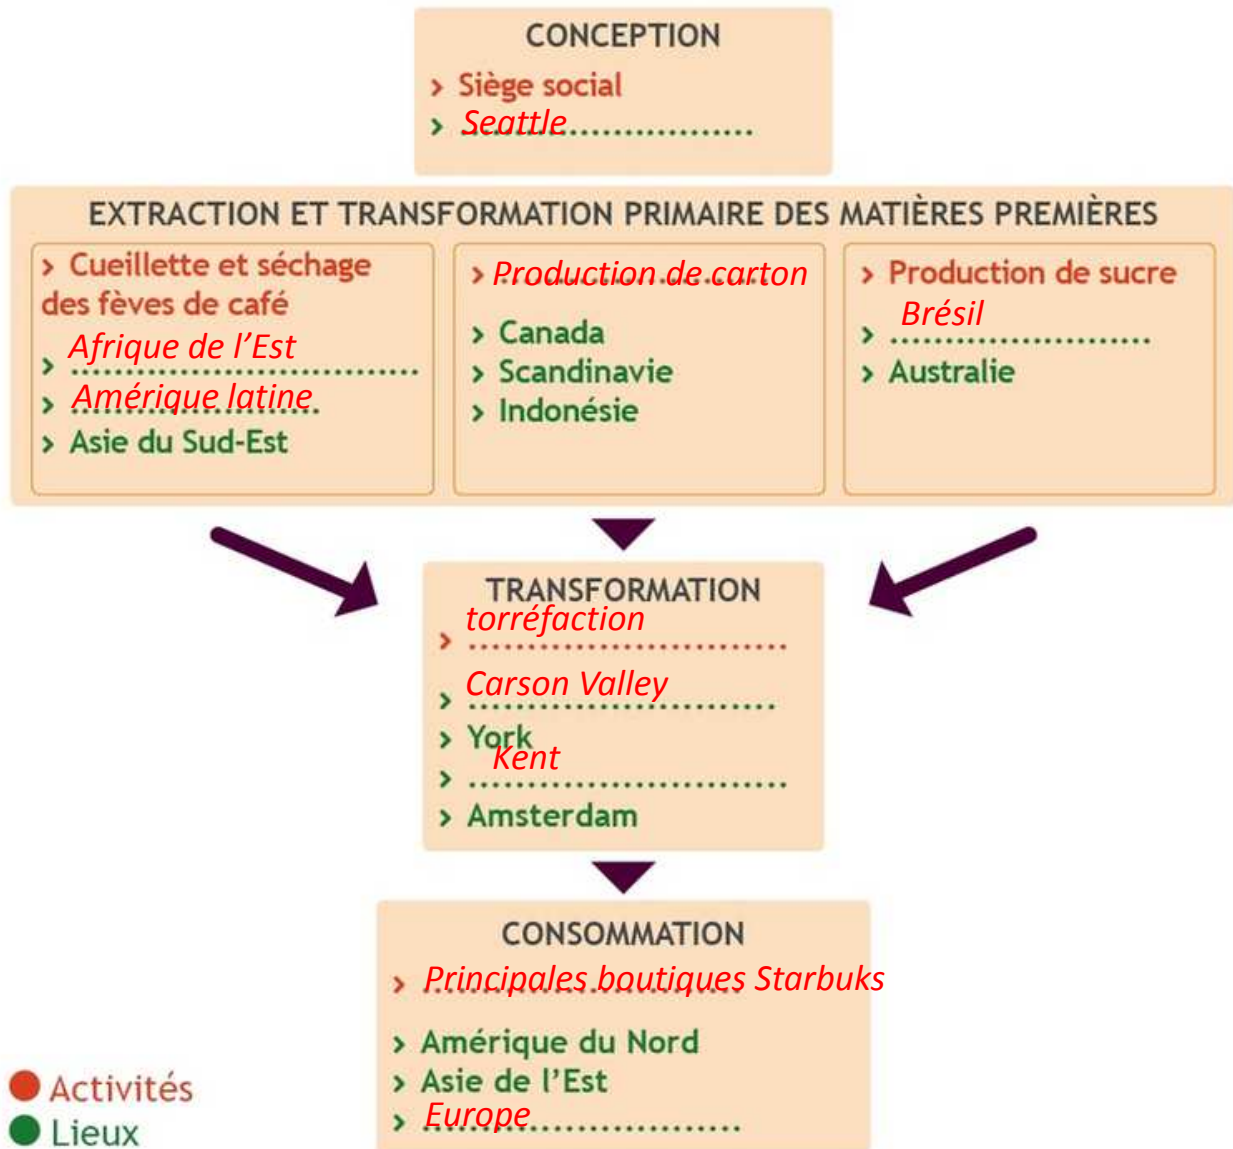 CONCEPTION
> Siège social
> Seattle
EXTRACTION ET TRANSFORMATION PRIMAIRE DES MATIÈRES PREMIÈRES
> Cueillette et séchage
des fèves de café
> Afrique de l’Est
> Amérique latine
> Asie du Sud-Est
> Production de carton
> Canada
> Scandinavie
> Indonésie
> Production de sucre
> Brésil
> Australie
TRANSFORMATION
> torréfaction
> Carson Valley
> York
> Kent
> Amsterdam
CONSOMMATION
> Principales boutiques Starbuks
> Amérique du Nord
> Asie de l’Est
> Europe
Activités
Lieux